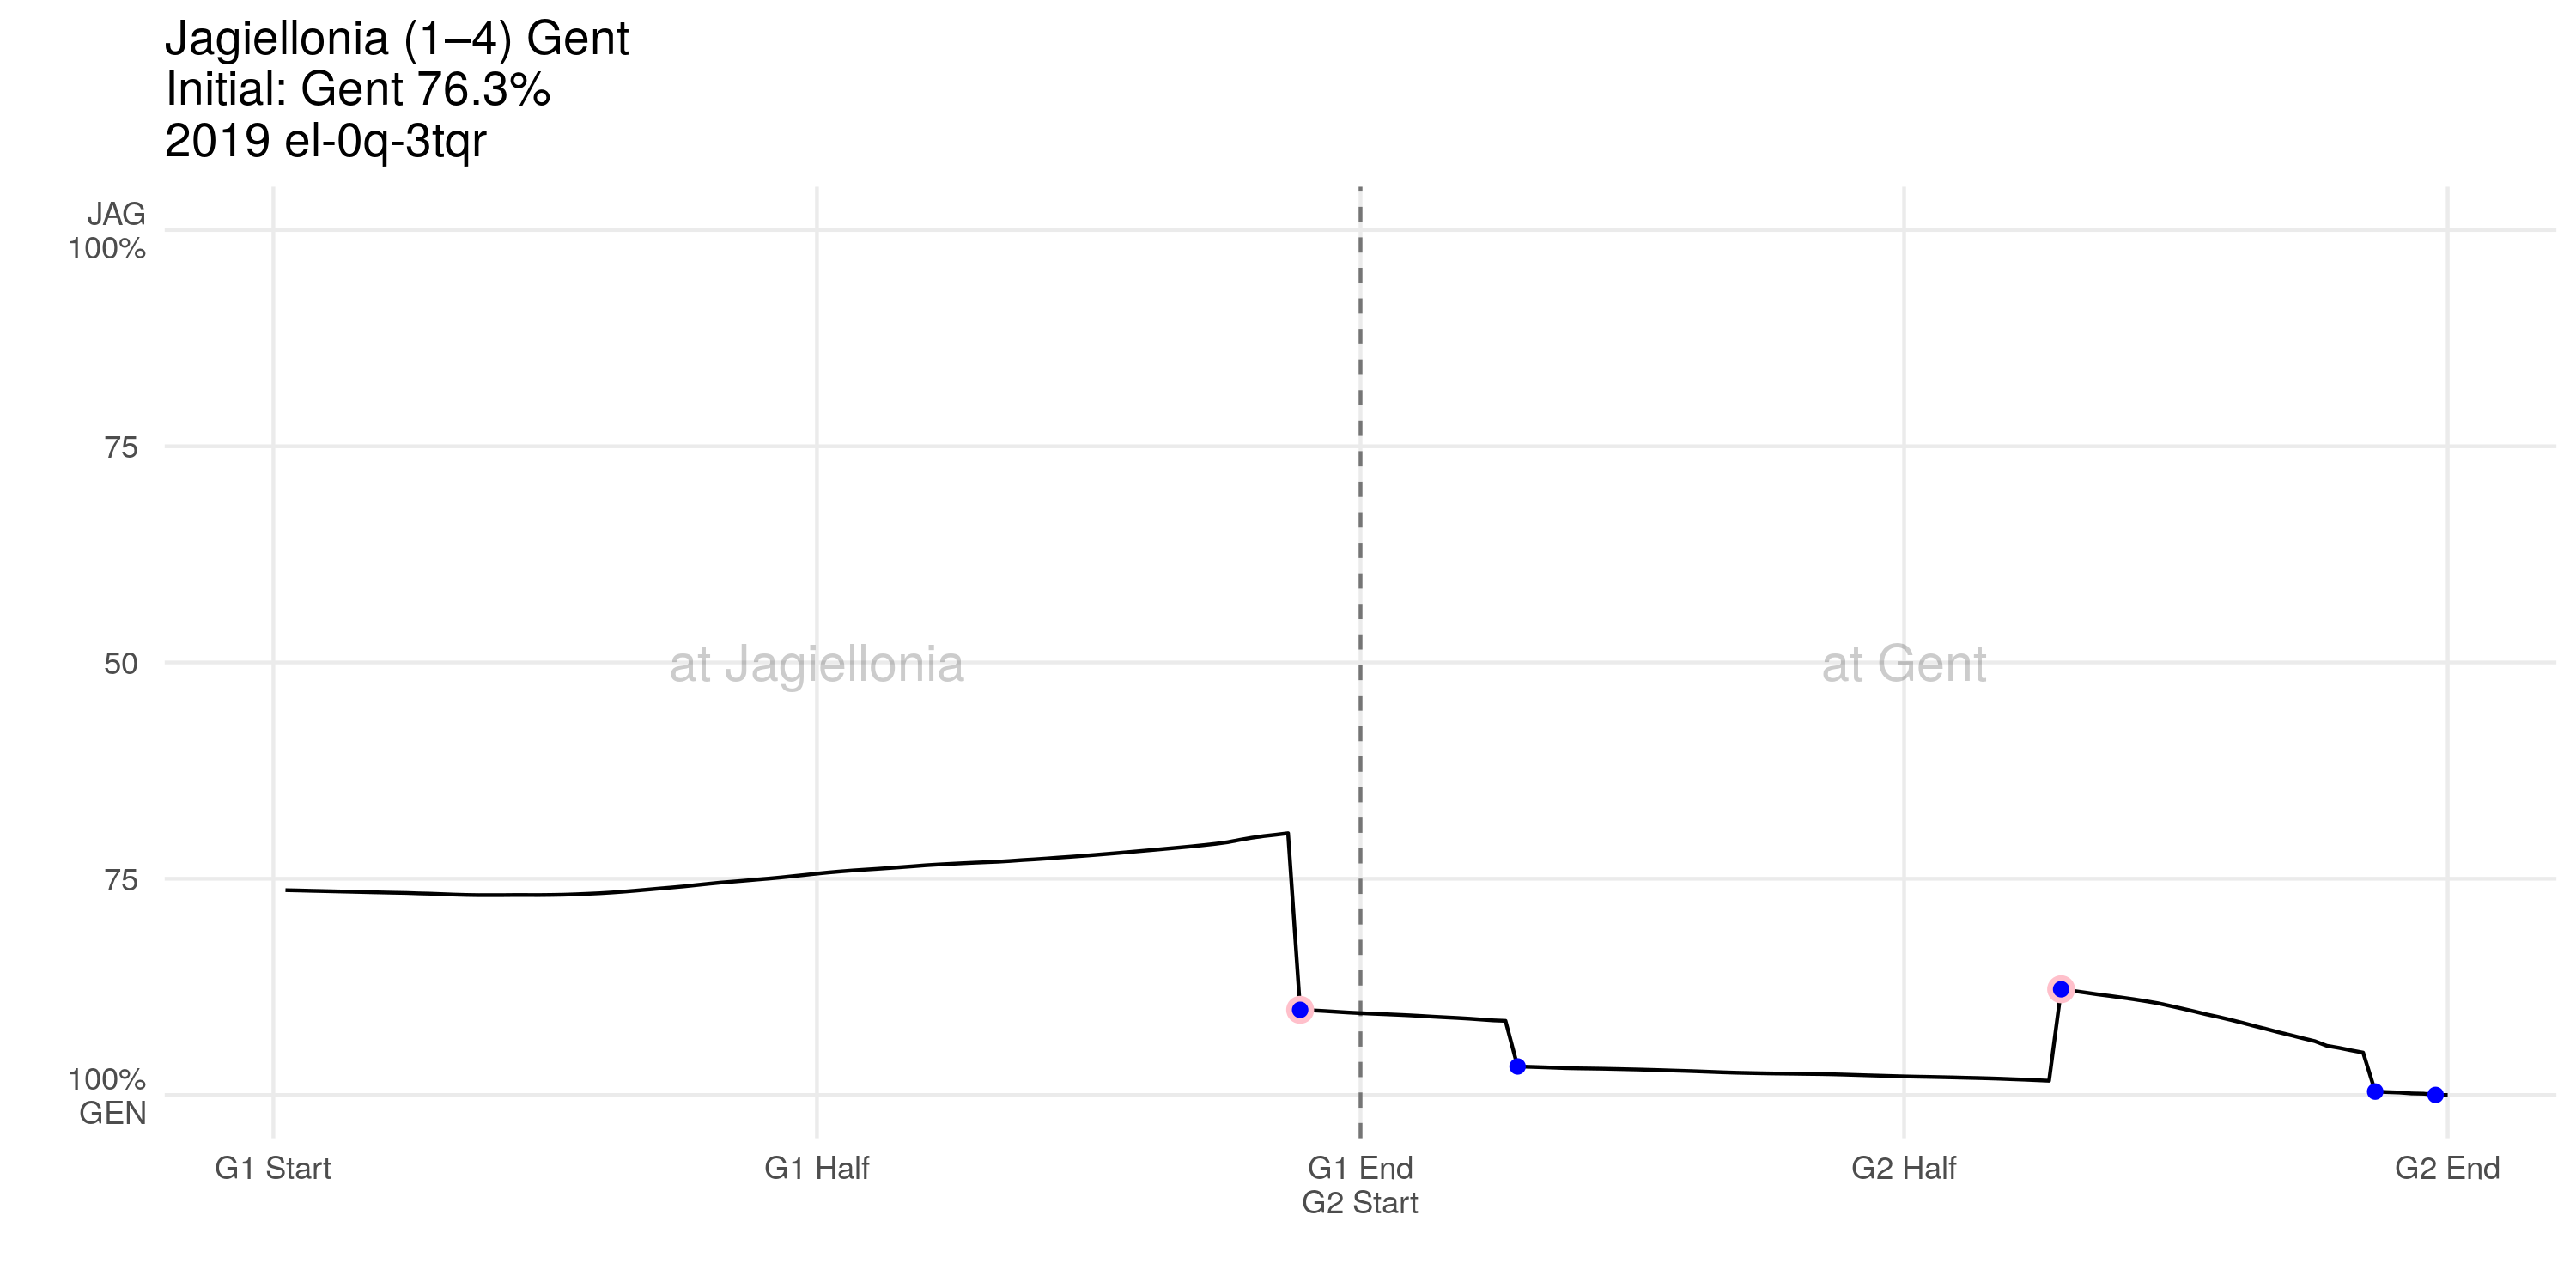 Jagiellonia (1–4) Gent
Initial: Gent 76.3%
2019 el-0q-3tqr
JAG
100%
75
50
75
100%
GEN
at Jagiellonia
at Gent
G1 Start
G1 Half
G1 End
G2 Start
G2 Half
G2 End